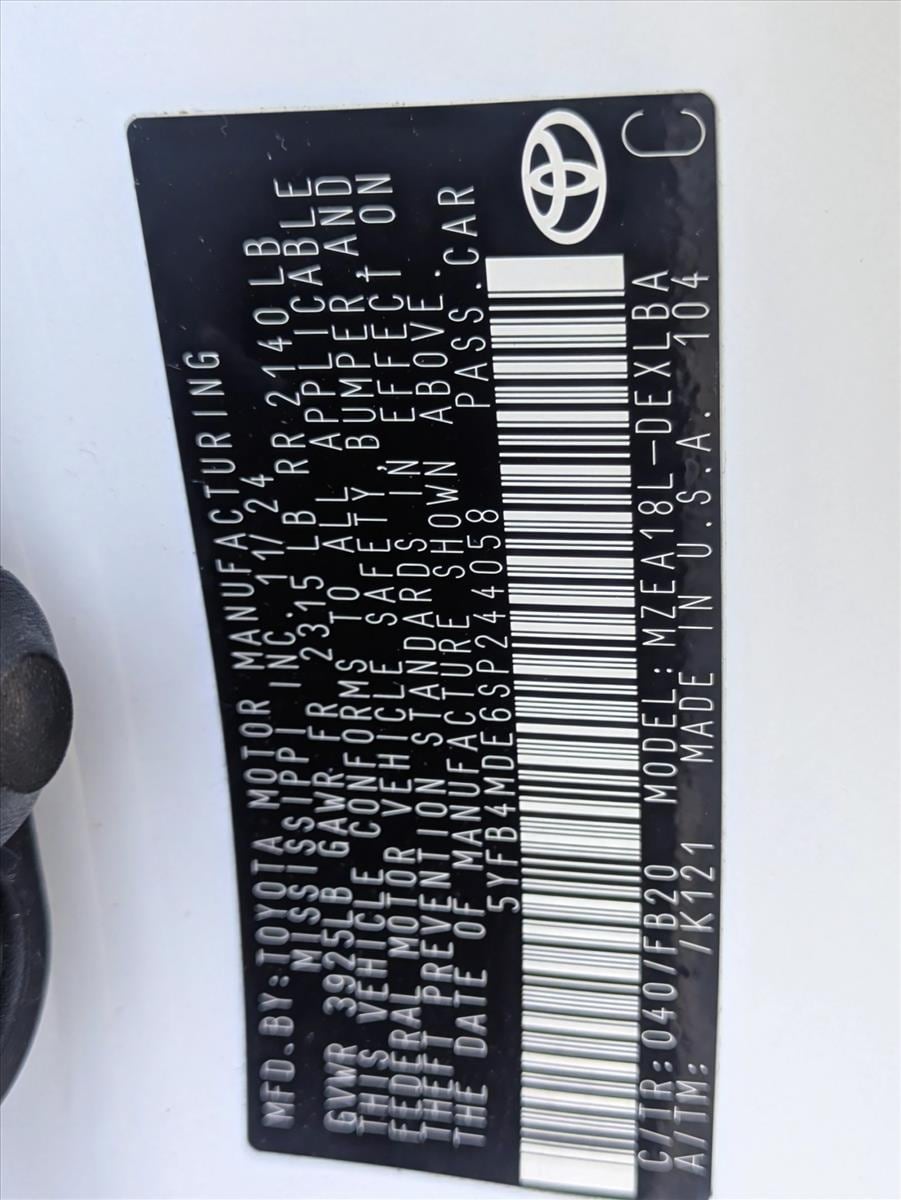 MFD.BY:TOYOTA MOTOR MANUFACTURING
MISSISSIPPI INC. 11/24
GVWR 3925LB GAWR FR 2315 LB RR 2140LB
THIS VEHICLE CONFORMS TO ALL APPLICABLE
FEDERAL MOTOR VEHICLE SAFETY, BUMPER, AND
THEFT PREVENTION STANDARDS IN EFFECT ON
THE DATE OF MANUFACTURE SHOWN ABOVE.
5YFB4MDE6SP244058 PASS.CAR
C/TR:040/FB20 MODEL:MZEA18L-DEXLBA
A/TM: /K121 MADE IN U.S.A. 104
C